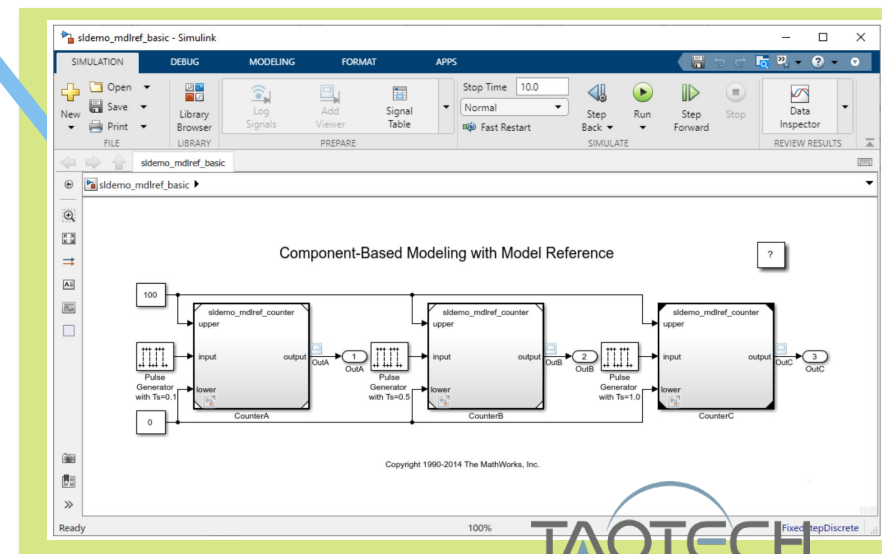 sldemo_mdlref_basic - Simulink
SIMULATION DEBUG MODELING FORMAT APPS
New
Open
Save
Print
FILE
Library
Browser
LIBRARY
Log
Signals
Add
Viewer
Signal
Table
PREPARE
Stop Time 10.0
Normal
Fast Restart
Step
Back
Run
Step
Forward
Stop
SIMULATE
Data
Inspector
REVIEW RESULTS
sldemo_mdlref_basic
sldemo_mdlref_basic
Component-Based Modeling with Model Reference
?
100
sldemo_mdlref_counter
upper
input
output
lower
CounterA
Pulse
Generator
with Ts=0.1
0
OutA
1
OutA
sldemo_mdlref_counter
upper
input
output
lower
CounterB
Pulse
Generator
with Ts=0.5
OutB
2
OutB
sldemo_mdlref_counter
upper
input
output
lower
CounterC
Pulse
Generator
with Ts=1.0
OutC
3
OutC
Copyright 1990-2014 The MathWorks, Inc.
Ready
100%
FixedStepDiscrete
TAOTECH